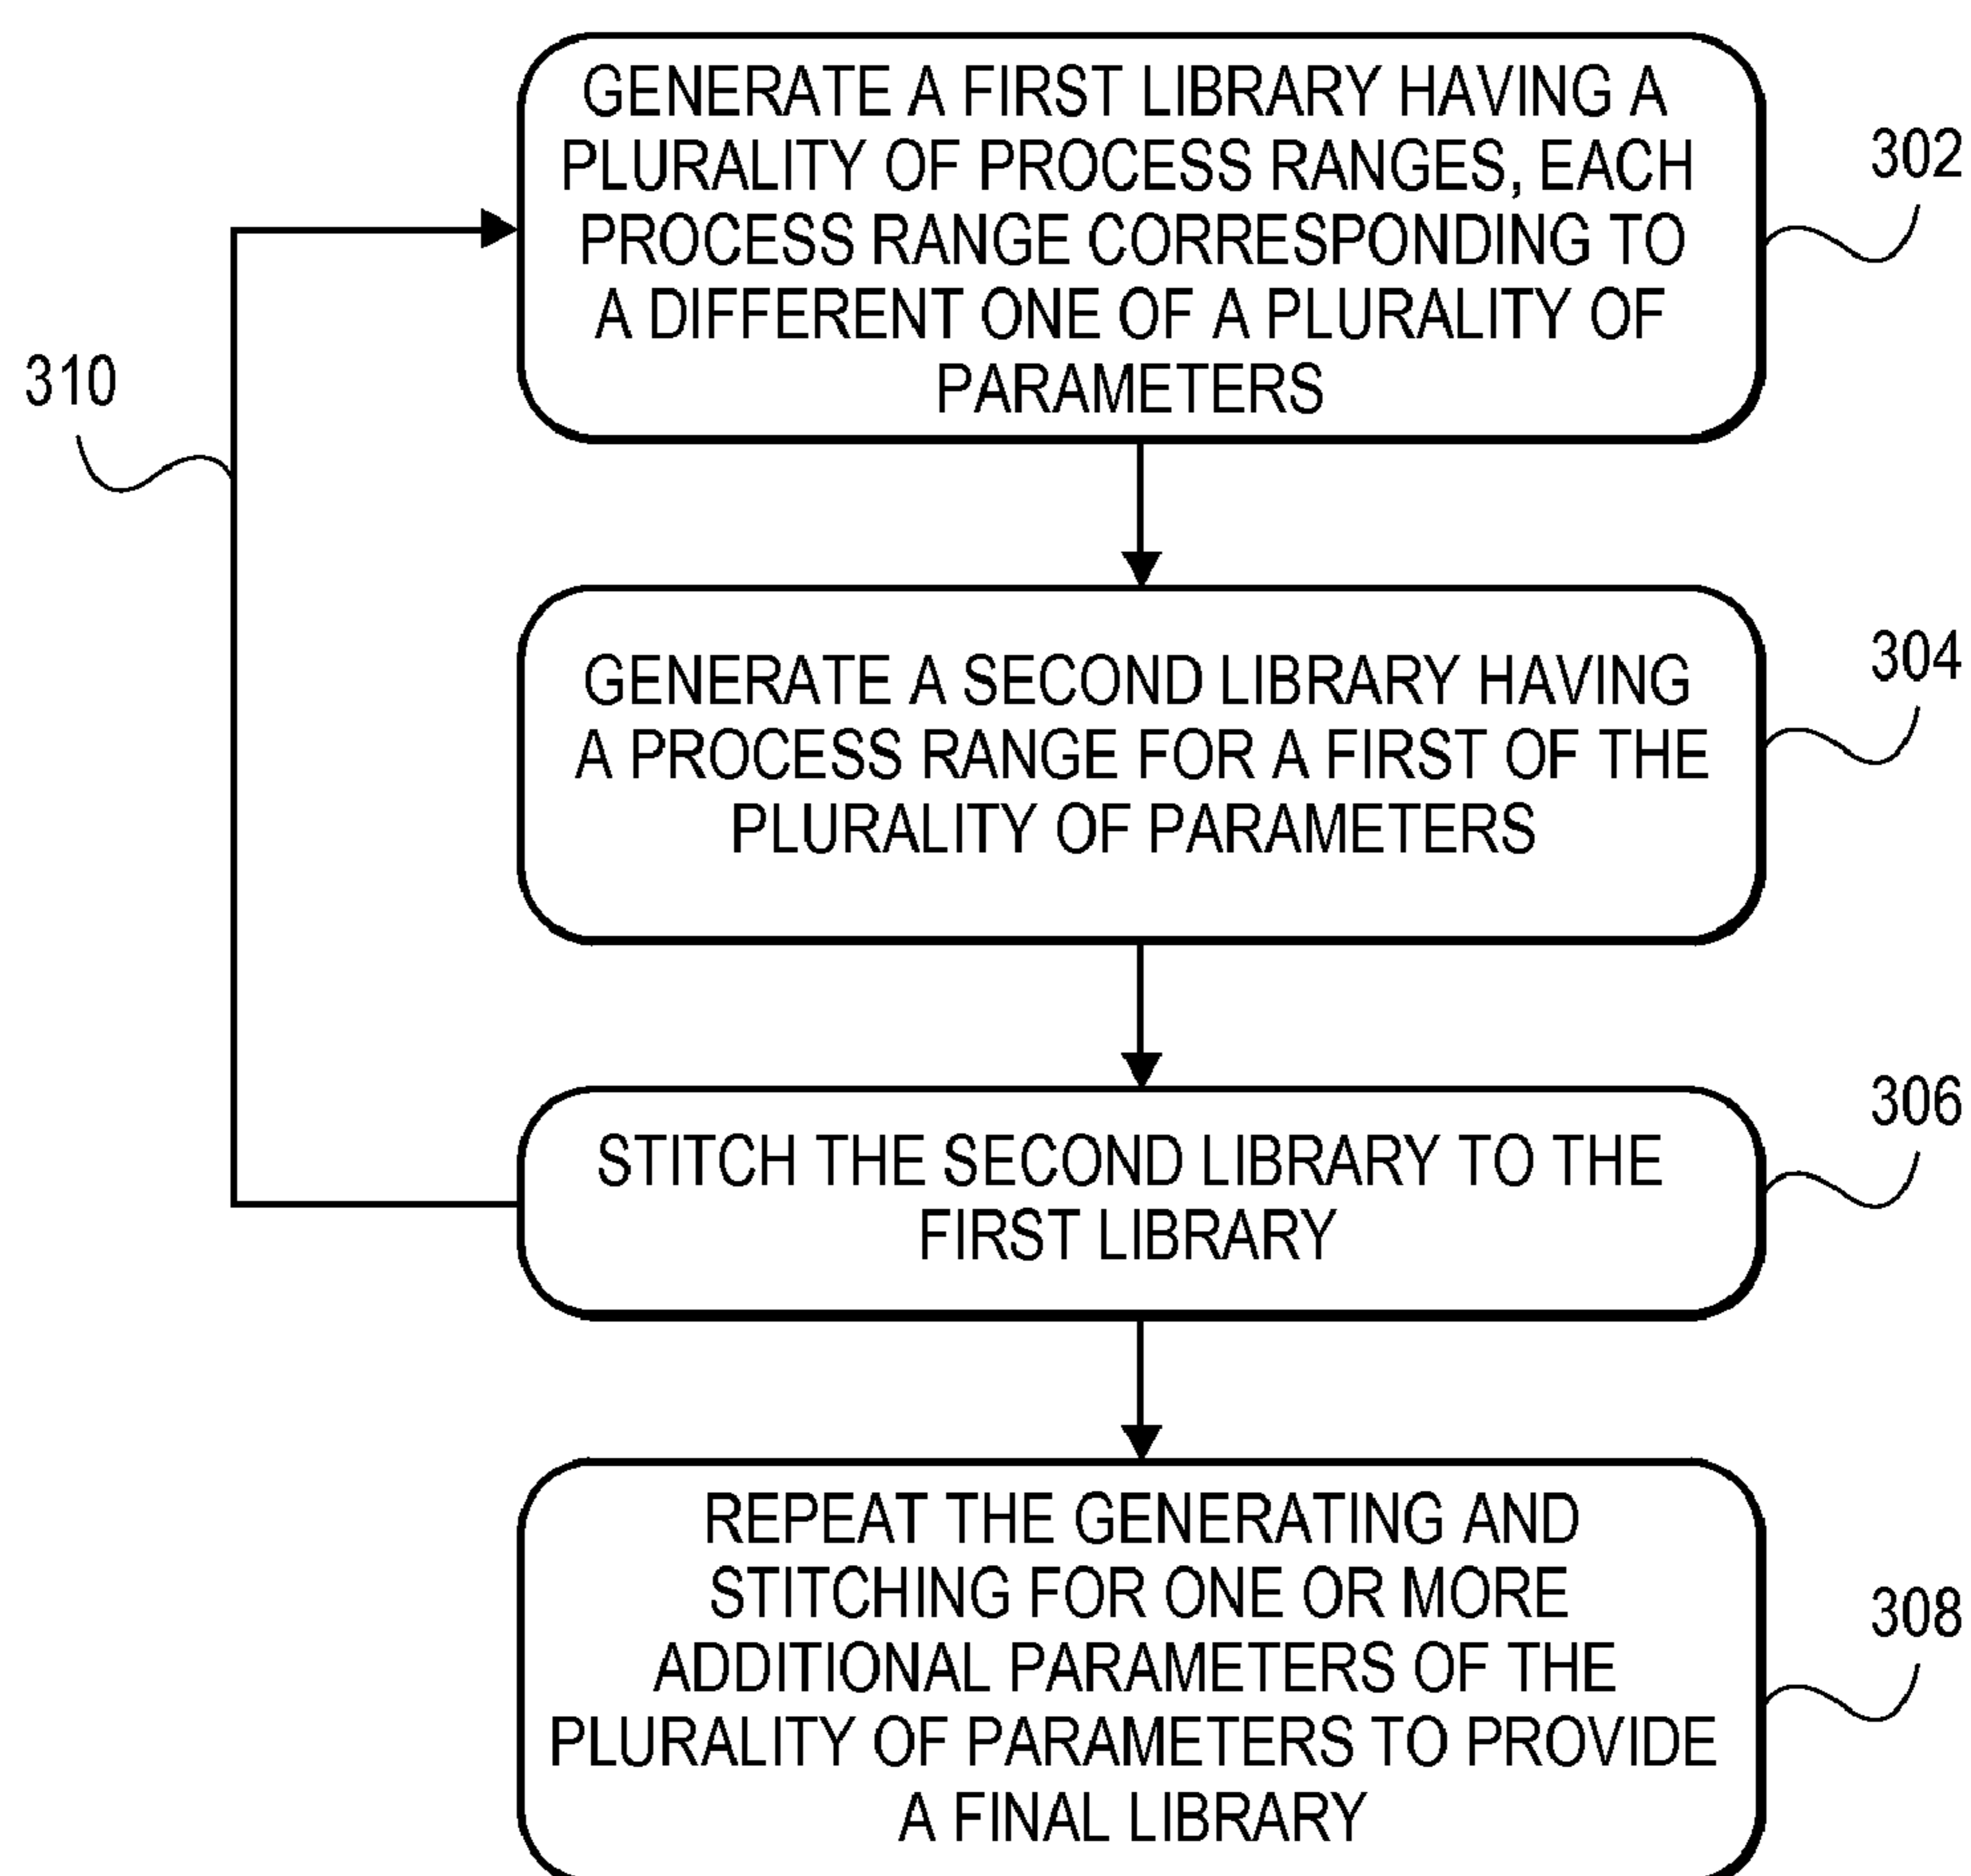 GENERATE A FIRST LIBRARY HAVING A
PLURALITY OF PROCESS RANGES, EACH
PROCESS RANGE CORRESPONDING TO
A DIFFERENT ONE OF A PLURALITY OF
PARAMETERS
302
310
GENERATE A SECOND LIBRARY HAVING
A PROCESS RANGE FOR A FIRST OF THE
PLURALITY OF PARAMETERS
304
STITCH THE SECOND LIBRARY TO THE
FIRST LIBRARY
306
REPEAT THE GENERATING AND
STITCHING FOR ONE OR MORE
ADDITIONAL PARAMETERS OF THE
PLURALITY OF PARAMETERS TO PROVIDE
A FINAL LIBRARY
308